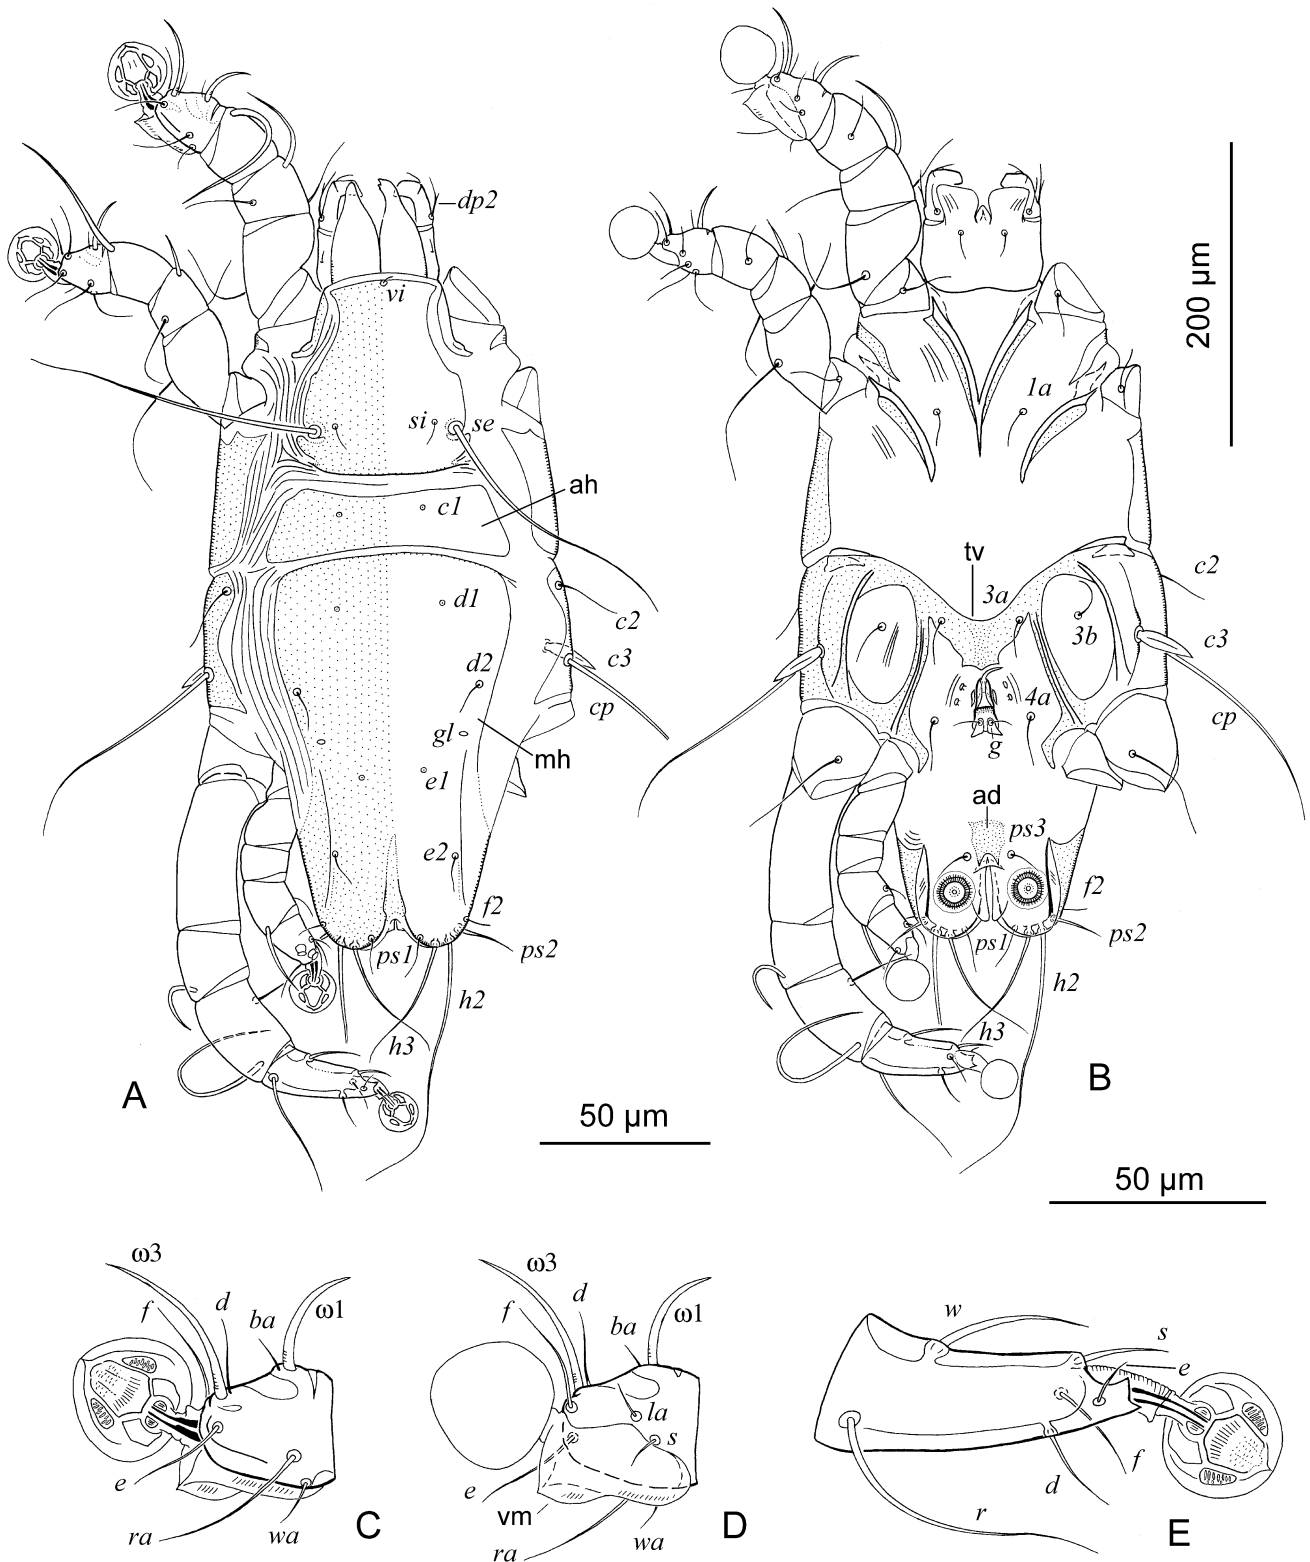 dp2
vi
si
se
ah
c1
d1
c2
c3
d2
cp
gl
mh
e1
e2
f2
ps1
ps2
h2
h3
A
50 µm
200 µm
1a
tv
c2
3a
3b
c3
4a
cp
g
ad
ps3
f2
ps1
ps2
h2
h3
B
50 µm
ω3
f
d
ba
ω1
e
ra
wa
C
ω3
f
d
ba
ω1
la
s
e
vm
ra
wa
D
w
s
e
f
d
r
E